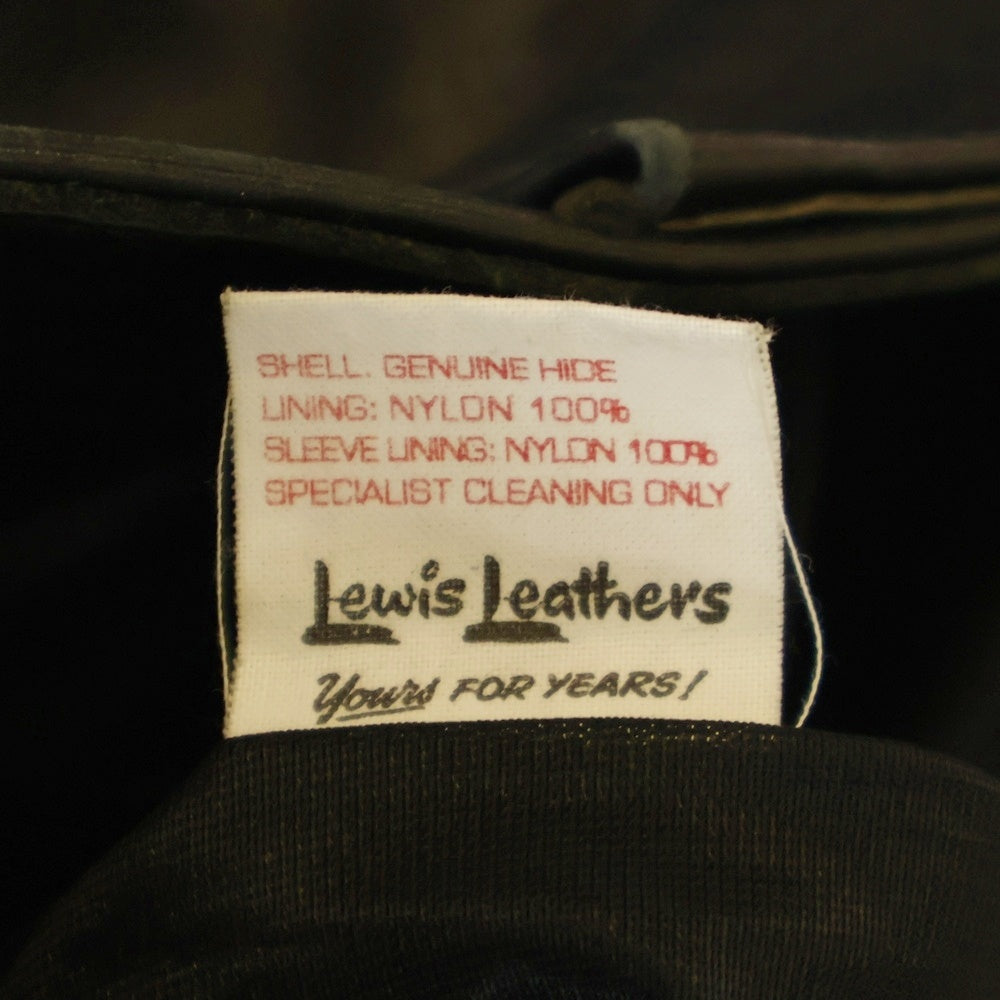 SHELL. GENUINE HIDE
LINING: NYLON 100%
SLEEVE LINING: NYLON 100%
SPECIALIST CLEANING ONLY
Lewis Leathers
Yours FOR YEARS!